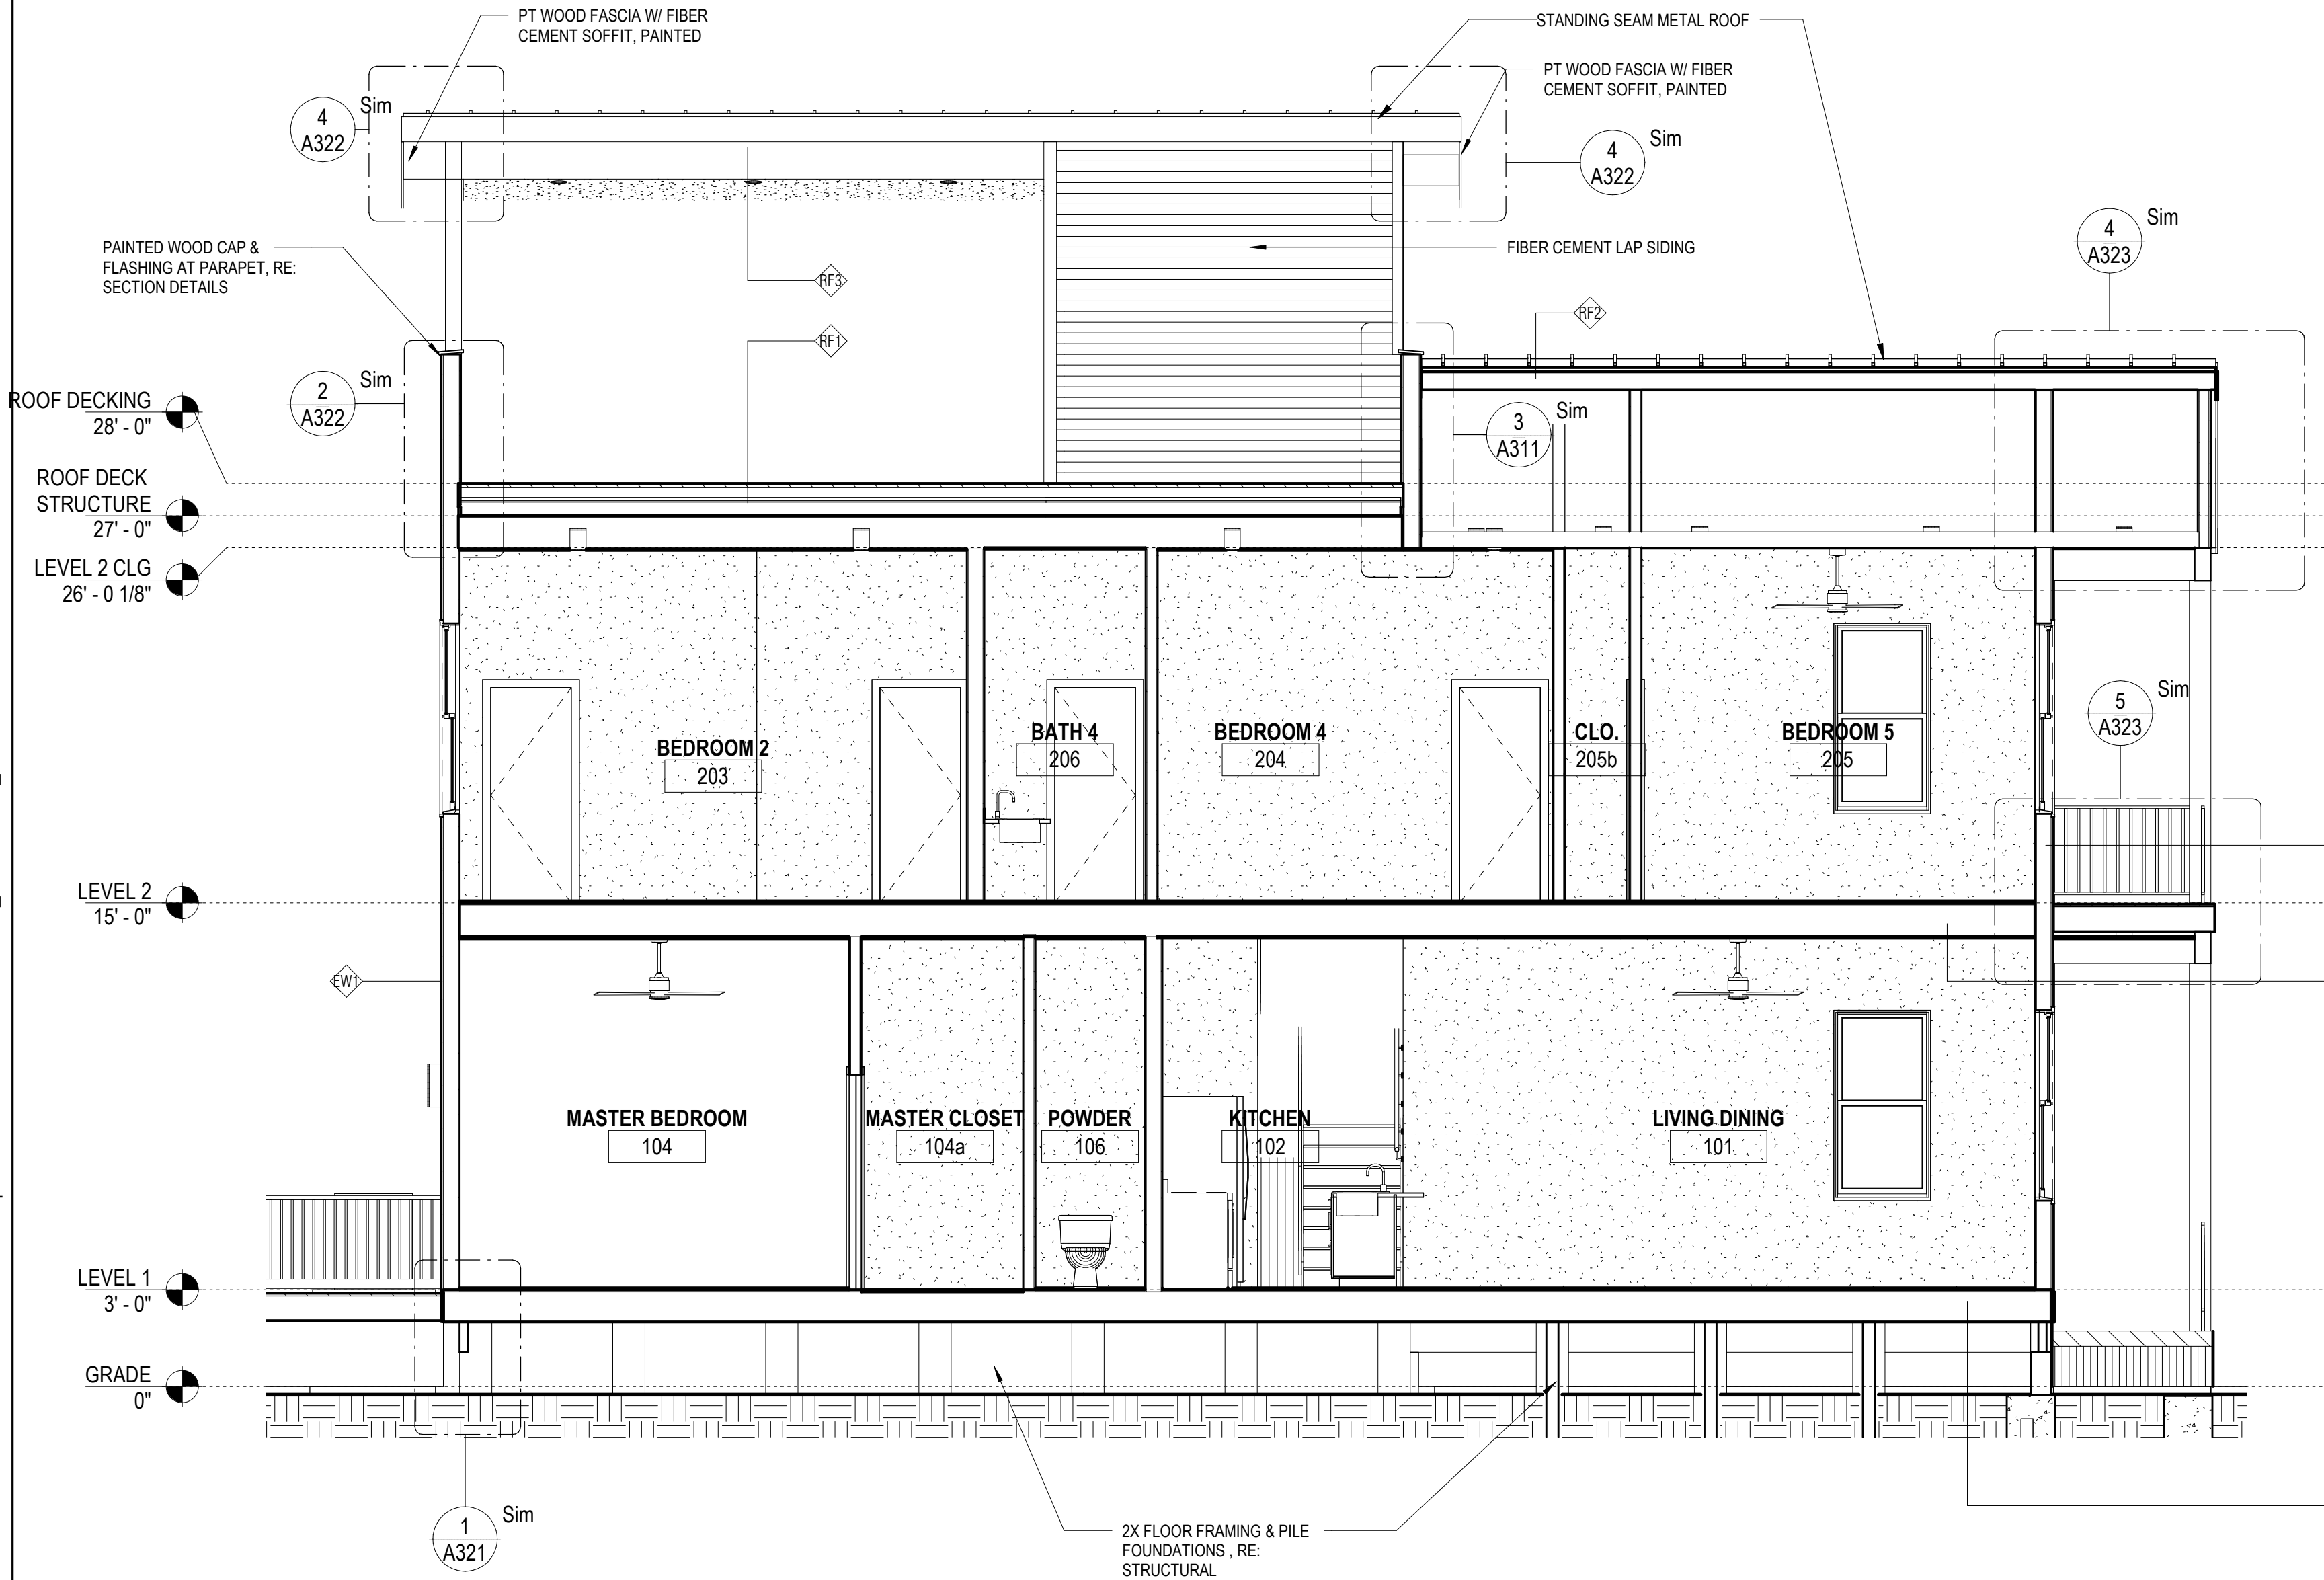 PT WOOD FASCIA W/ FIBER
CEMENT SOFFIT, PAINTED
STANDING SEAM METAL ROOF
PT WOOD FASCIA W/ FIBER
CEMENT SOFFIT, PAINTED
4
A322
Sim
4
A322
Sim
PAINTED WOOD CAP &
FLASHING AT PARAPET, RE:
SECTION DETAILS
FIBER CEMENT LAP SIDING
4
A323
Sim
RF3
RF1
RF2
2
A322
Sim
3
A311
Sim
ROOF DECKING
28' - 0"
ROOF DECK
STRUCTURE
27' - 0"
LEVEL 2 CLG
26' - 0 1/8"
BEDROOM 2
203
BATH 4
206
BEDROOM 4
204
CLO.
205b
BEDROOM 5
205
5
A323
Sim
LEVEL 2
15' - 0"
EW1
MASTER BEDROOM
104
MASTER CLOSET
104a
POWDER
106
KITCHEN
102
LIVING DINING
101
LEVEL 1
3' - 0"
GRADE
0"
1
A321
Sim
2X FLOOR FRAMING & PILE
FOUNDATIONS , RE:
STRUCTURAL